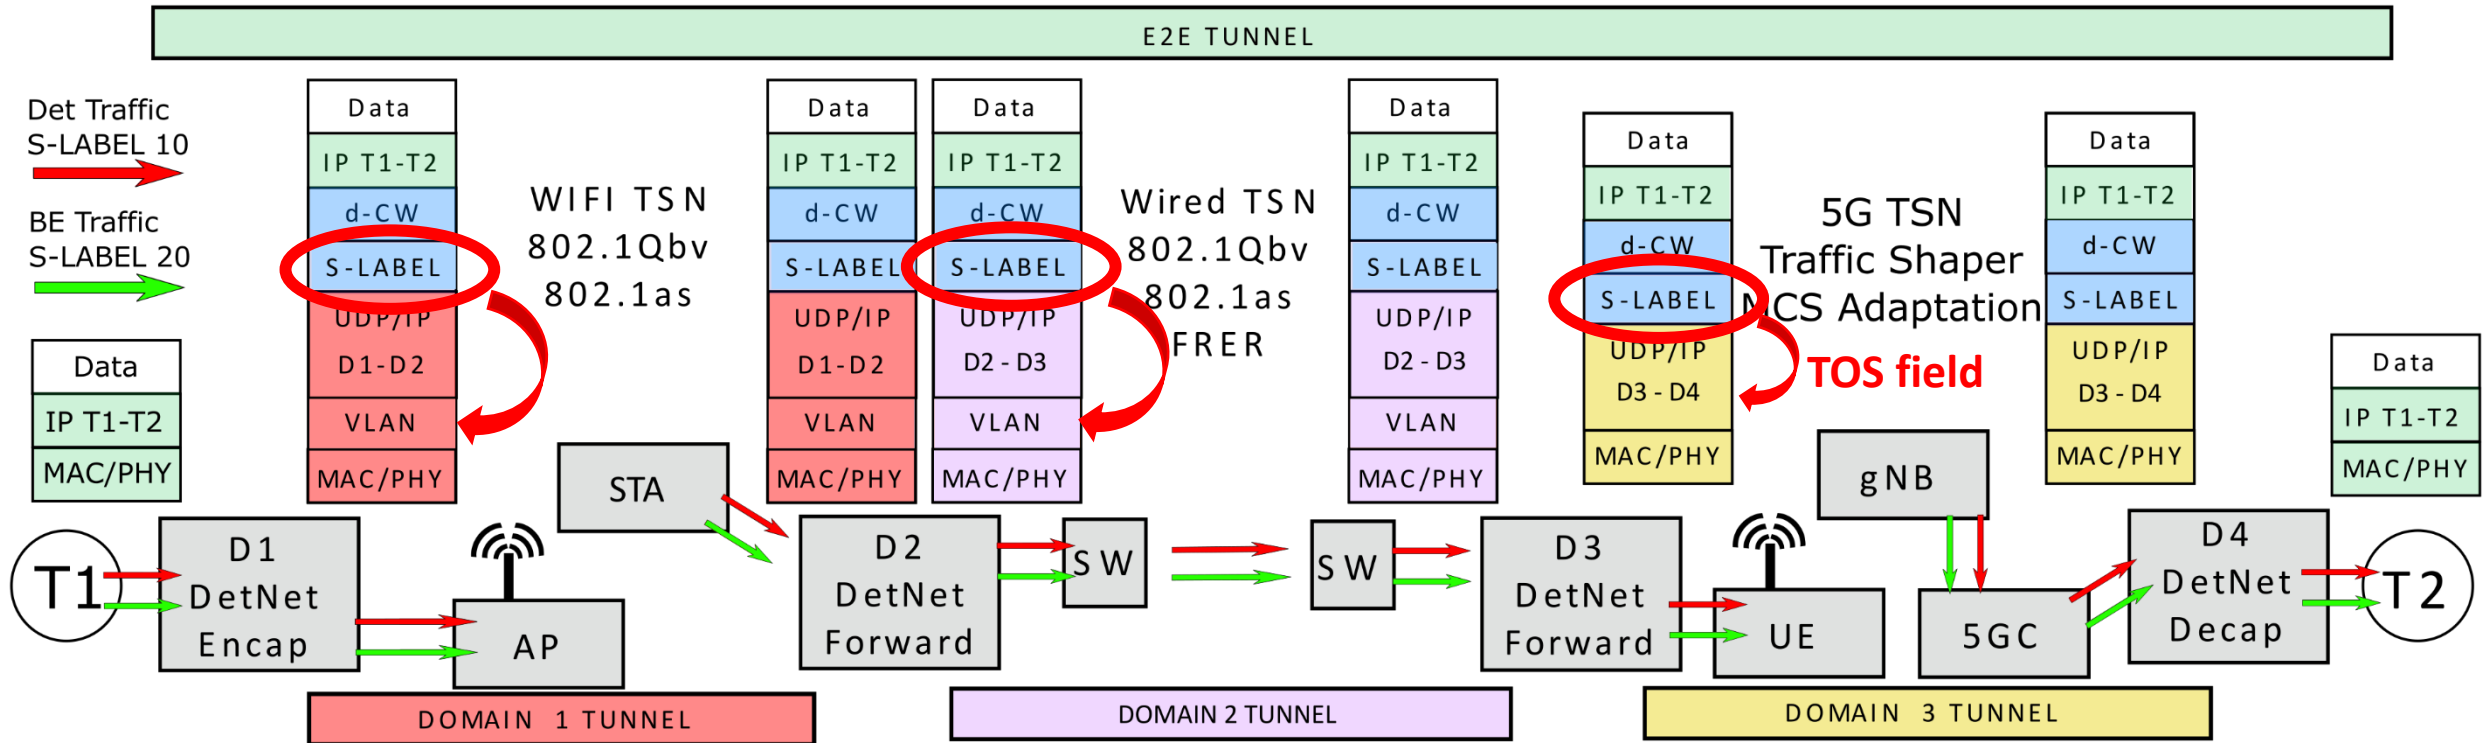 E2E TUNNEL
Det Traffic
S-LABEL 10
BE Traffic
S-LABEL 20
Data
IP T1-T2
MAC/PHY
Data
IP T1-T2
d-CW
S-LABEL
UDP/IP
D1-D2
VLAN
MAC/PHY
WIFI TSN
802.1Qbv
802.1as
Data
IP T1-T2
d-CW
S-LABEL
UDP/IP
D1-D2
VLAN
MAC/PHY
Data
IP T1-T2
d-CW
S-LABEL
UDP/IP
D2 - D3
VLAN
MAC/PHY
Wired TSN
802.1Qbv
802.1as
FRER
Data
IP T1-T2
d-CW
S-LABEL
UDP/IP
D2 - D3
VLAN
MAC/PHY
Data
IP T1-T2
d-CW
S-LABEL
UDP/IP
D3 - D4
MAC/PHY
5G TSN
Traffic Shaper
MCS Adaptation
TOS field
Data
IP T1-T2
d-CW
S-LABEL
UDP/IP
D3 - D4
MAC/PHY
Data
IP T1-T2
MAC/PHY
T1
D1
DetNet
Encap
AP
STA
D2
DetNet
Forward
SW
SW
D3
DetNet
Forward
UE
gNB
5GC
D4
DetNet
Decap
T2
DOMAIN 1 TUNNEL
DOMAIN 2 TUNNEL
DOMAIN 3 TUNNEL